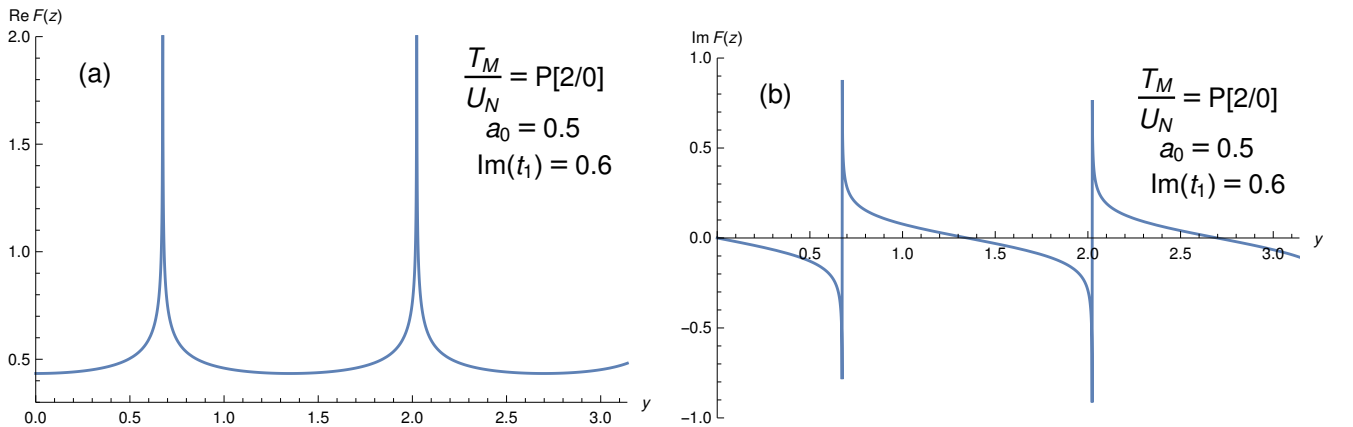 Re F(z)
2.0
1.5
1.0
0.5
0.0 0.5 1.0 1.5 2.0 2.5 3.0
y
(a)
T_M
U_N = P[2/0]
a_0 = 0.5
Im(t_1) = 0.6
Im F(z)
1.0
0.5
0.0
−0.5
−1.0
0.5 1.0 1.5 2.0 2.5 3.0
y
(b)
T_M
U_N = P[2/0]
a_0 = 0.5
Im(t_1) = 0.6